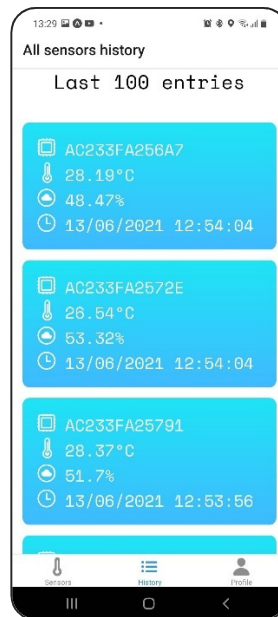 13:29
All sensors history
Last 100 entries
AC233FA256A7
28.19°C
48.47%
13/06/2021 12:54:04
AC233FA2572E
26.54°C
53.32%
13/06/2021 12:54:04
AC233FA25791
28.37°C
51.7%
13/06/2021 12:53:56
Sensors History Profile